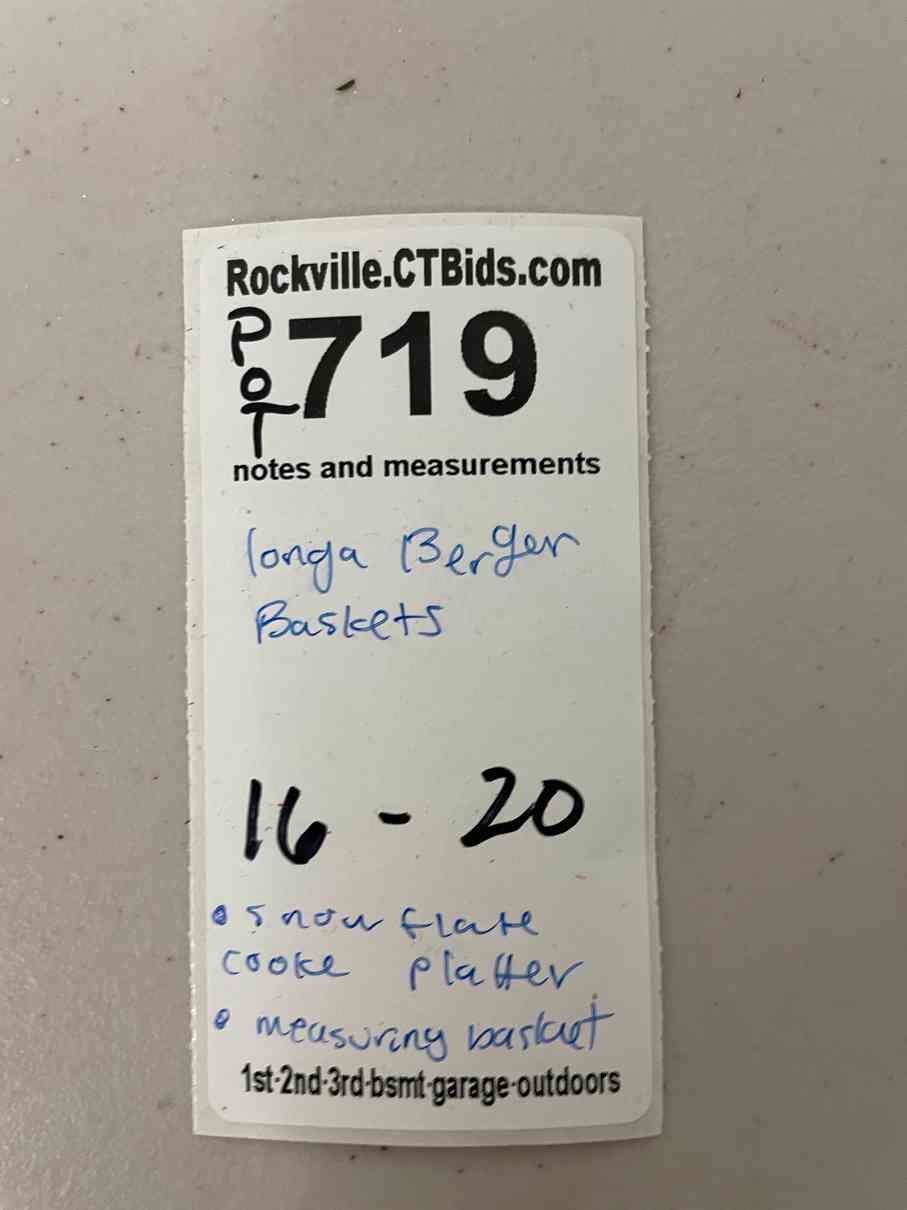 Rockville.CTBids.com
POT 719
notes and measurements
longa Berger
Baskets
16 - 20
• snow flake
cooke platter
• measuring basket
1st-2nd-3rd-bsmt-garage-outdoors